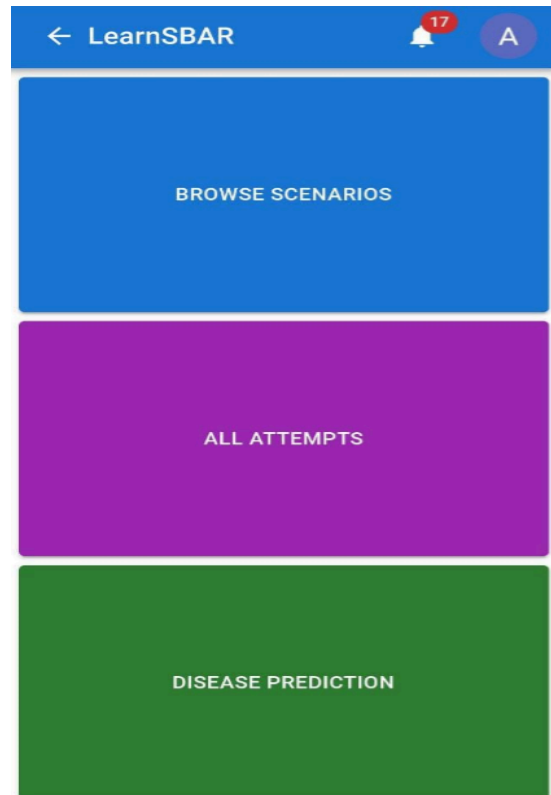 LearnSBAR
17
A
BROWSE SCENARIOS
ALL ATTEMPTS
DISEASE PREDICTION